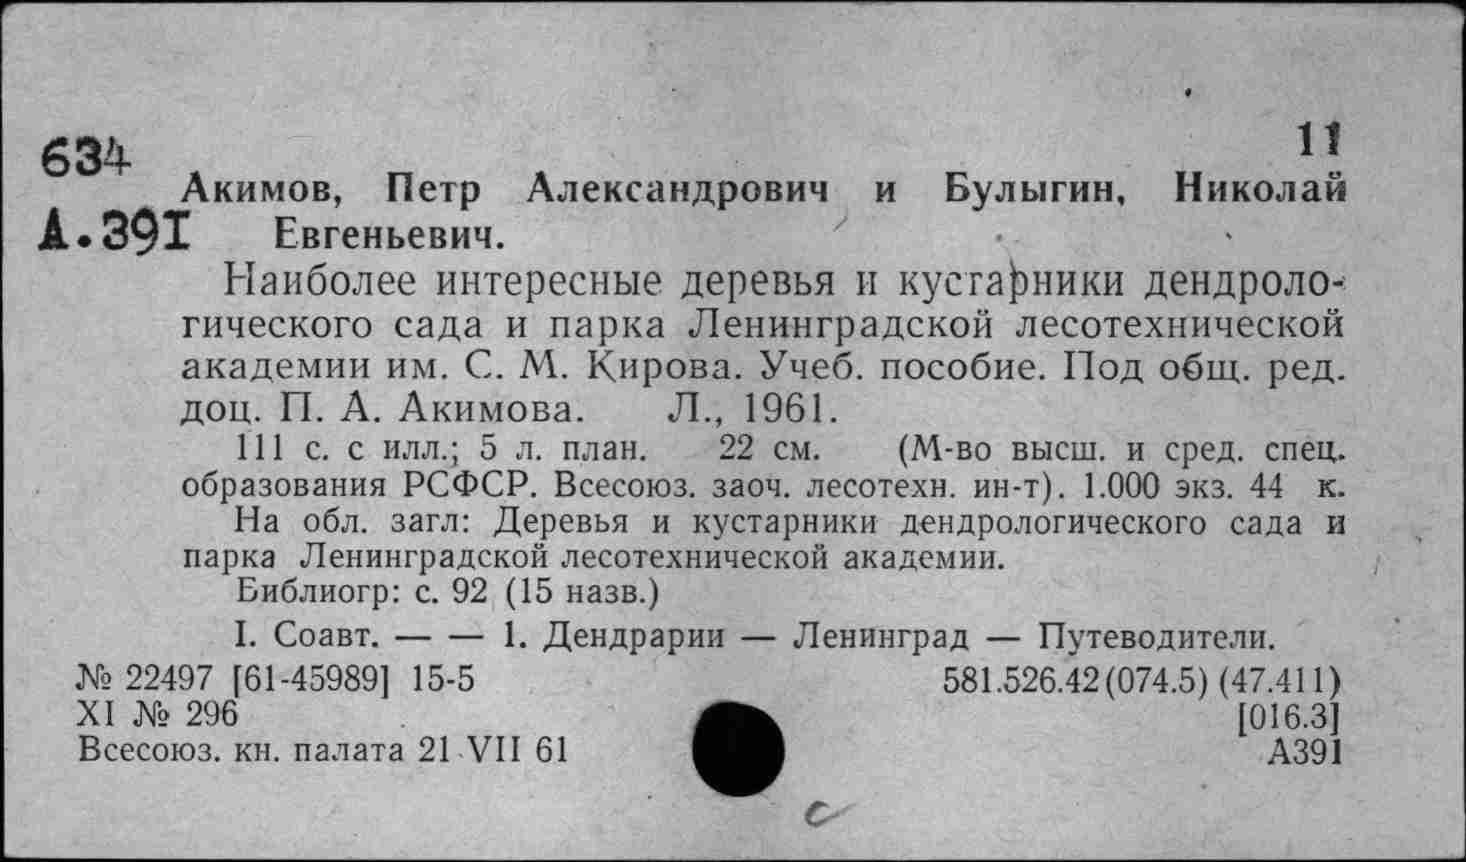 634
11
Акимов, Петр Александрович и Булыгин, Николай
А.391 Евгеньевич.
Наиболее интересные деревья и кустарники дендроло-
гического сада и парка Ленинградской лесотехнической
академии им. С. М. Кирова. Учеб. пособие. Под общ. ред.
доц. П. А. Акимова. Л., 1961.
111 с. с илл.; 5 л. план. 22 см. (М-во высш. и сред. спец.
образования РСФСР. Всесоюз. заоч. лесотехн. ин-т). 1.000 экз. 44 к.
На обл. загл: Деревья и кустарники дендрологического сада и
парка Ленинградской лесотехнической академии.
Библиогр: с. 92 (15 назв.)
I. Соавт. — — 1. Дендрарии — Ленинград — Путеводители.
№ 22497 [61-45989] 15-5 581.526.42(074.5) (47.411)
XI № 296 [016.3]
Всесоюз. кн. палата 21 VII 61 А391
с